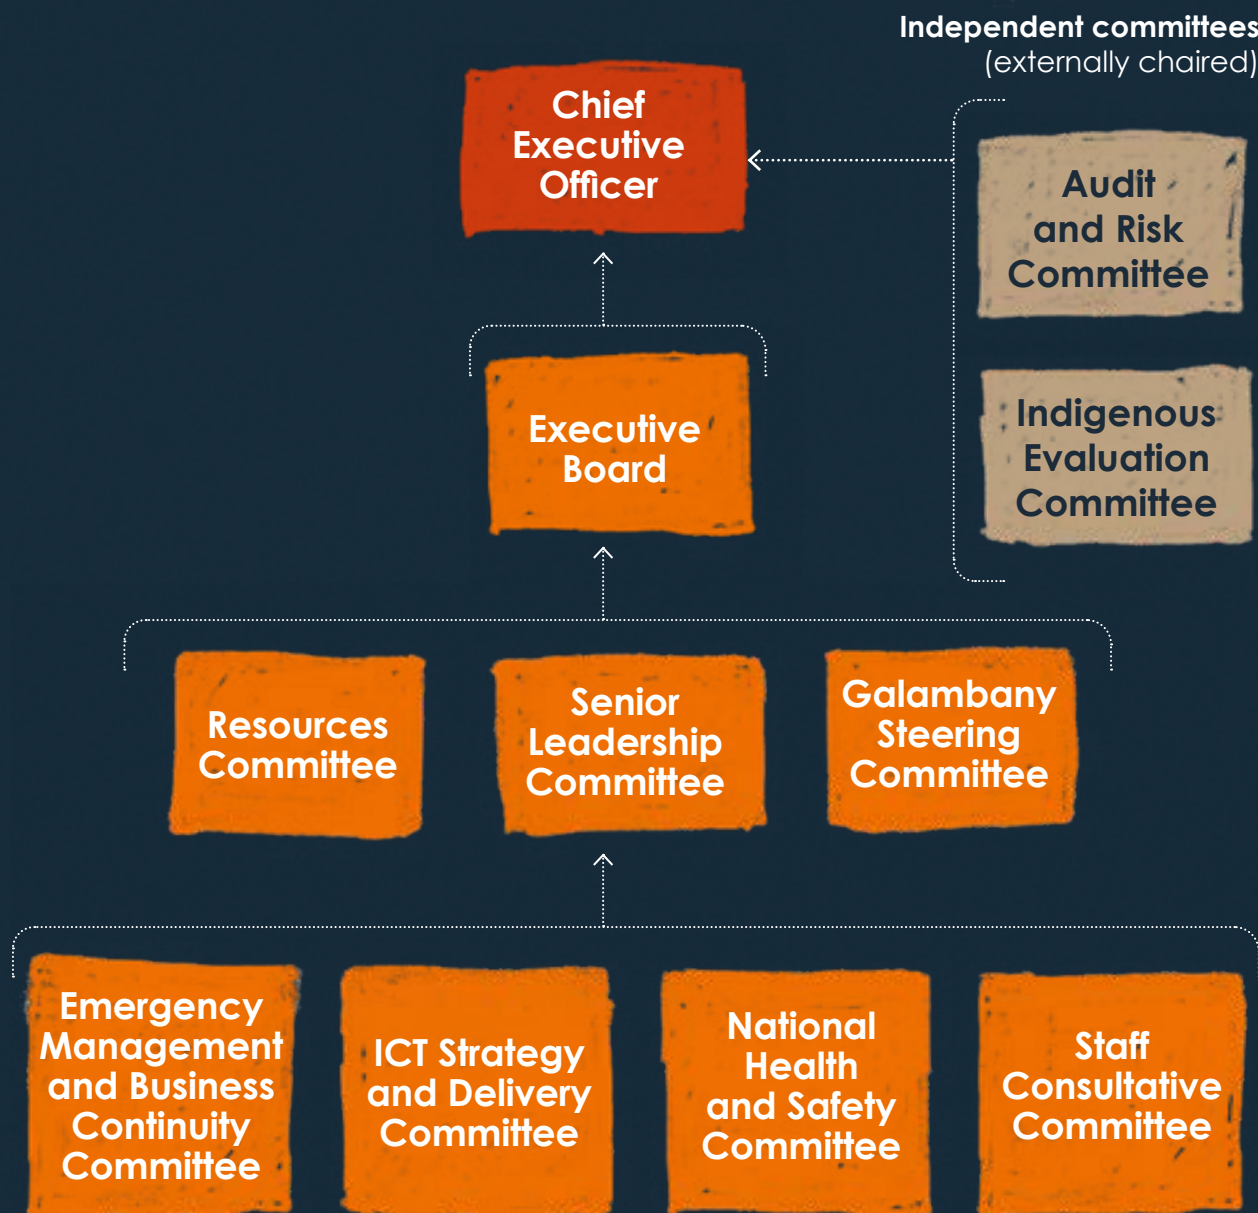 Independent committees
(externally chaired)
Chief
Executive
Officer
Audit
and Risk
Committee
Executive
Board
Indigenous
Evaluation
Committee
Resources
Committee
Senior
Leadership
Committee
Galambany
Steering
Committee
Emergency
Management
and Business
Continuity
Committee
ICT Strategy
and Delivery
Committee
National
Health
and Safety
Committee
Staff
Consultative
Committee